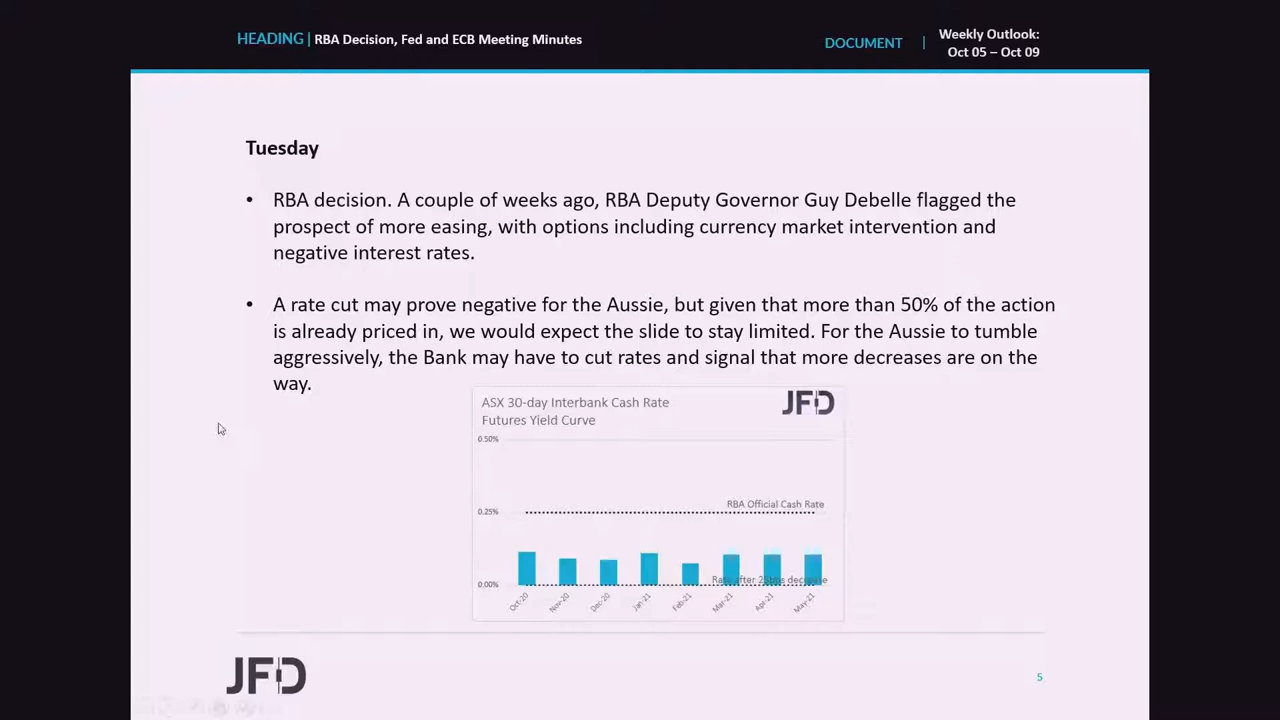 HEADING | RBA Decision, Fed and ECB Meeting Minutes
DOCUMENT | Weekly Outlook:
Oct 05 – Oct 09
Tuesday
• RBA decision. A couple of weeks ago, RBA Deputy Governor Guy Debelle flagged the
prospect of more easing, with options including currency market intervention and
negative interest rates.
• A rate cut may prove negative for the Aussie, but given that more than 50% of the action
is already priced in, we would expect the slide to stay limited. For the Aussie to tumble
aggressively, the Bank may have to cut rates and signal that more decreases are on the
way.
ASX 30-day Interbank Cash Rate
Futures Yield Curve
JFD
0.50%
RBA Official Cash Rate
0.25%
Rate after 25bps decrease
0.00%
Oct-20 Nov-20 Dec-20 Jan-21 Feb-21 Mar-21 Apr-21 May-21
JFD
5